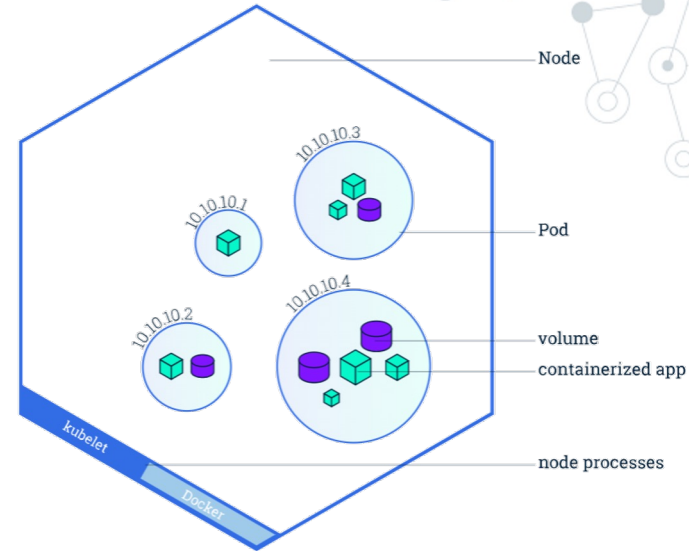 Node
10.10.10.3
10.10.10.1
Pod
10.10.10.4
10.10.10.2
volume
containerized app
kubelet
node processes
Docker